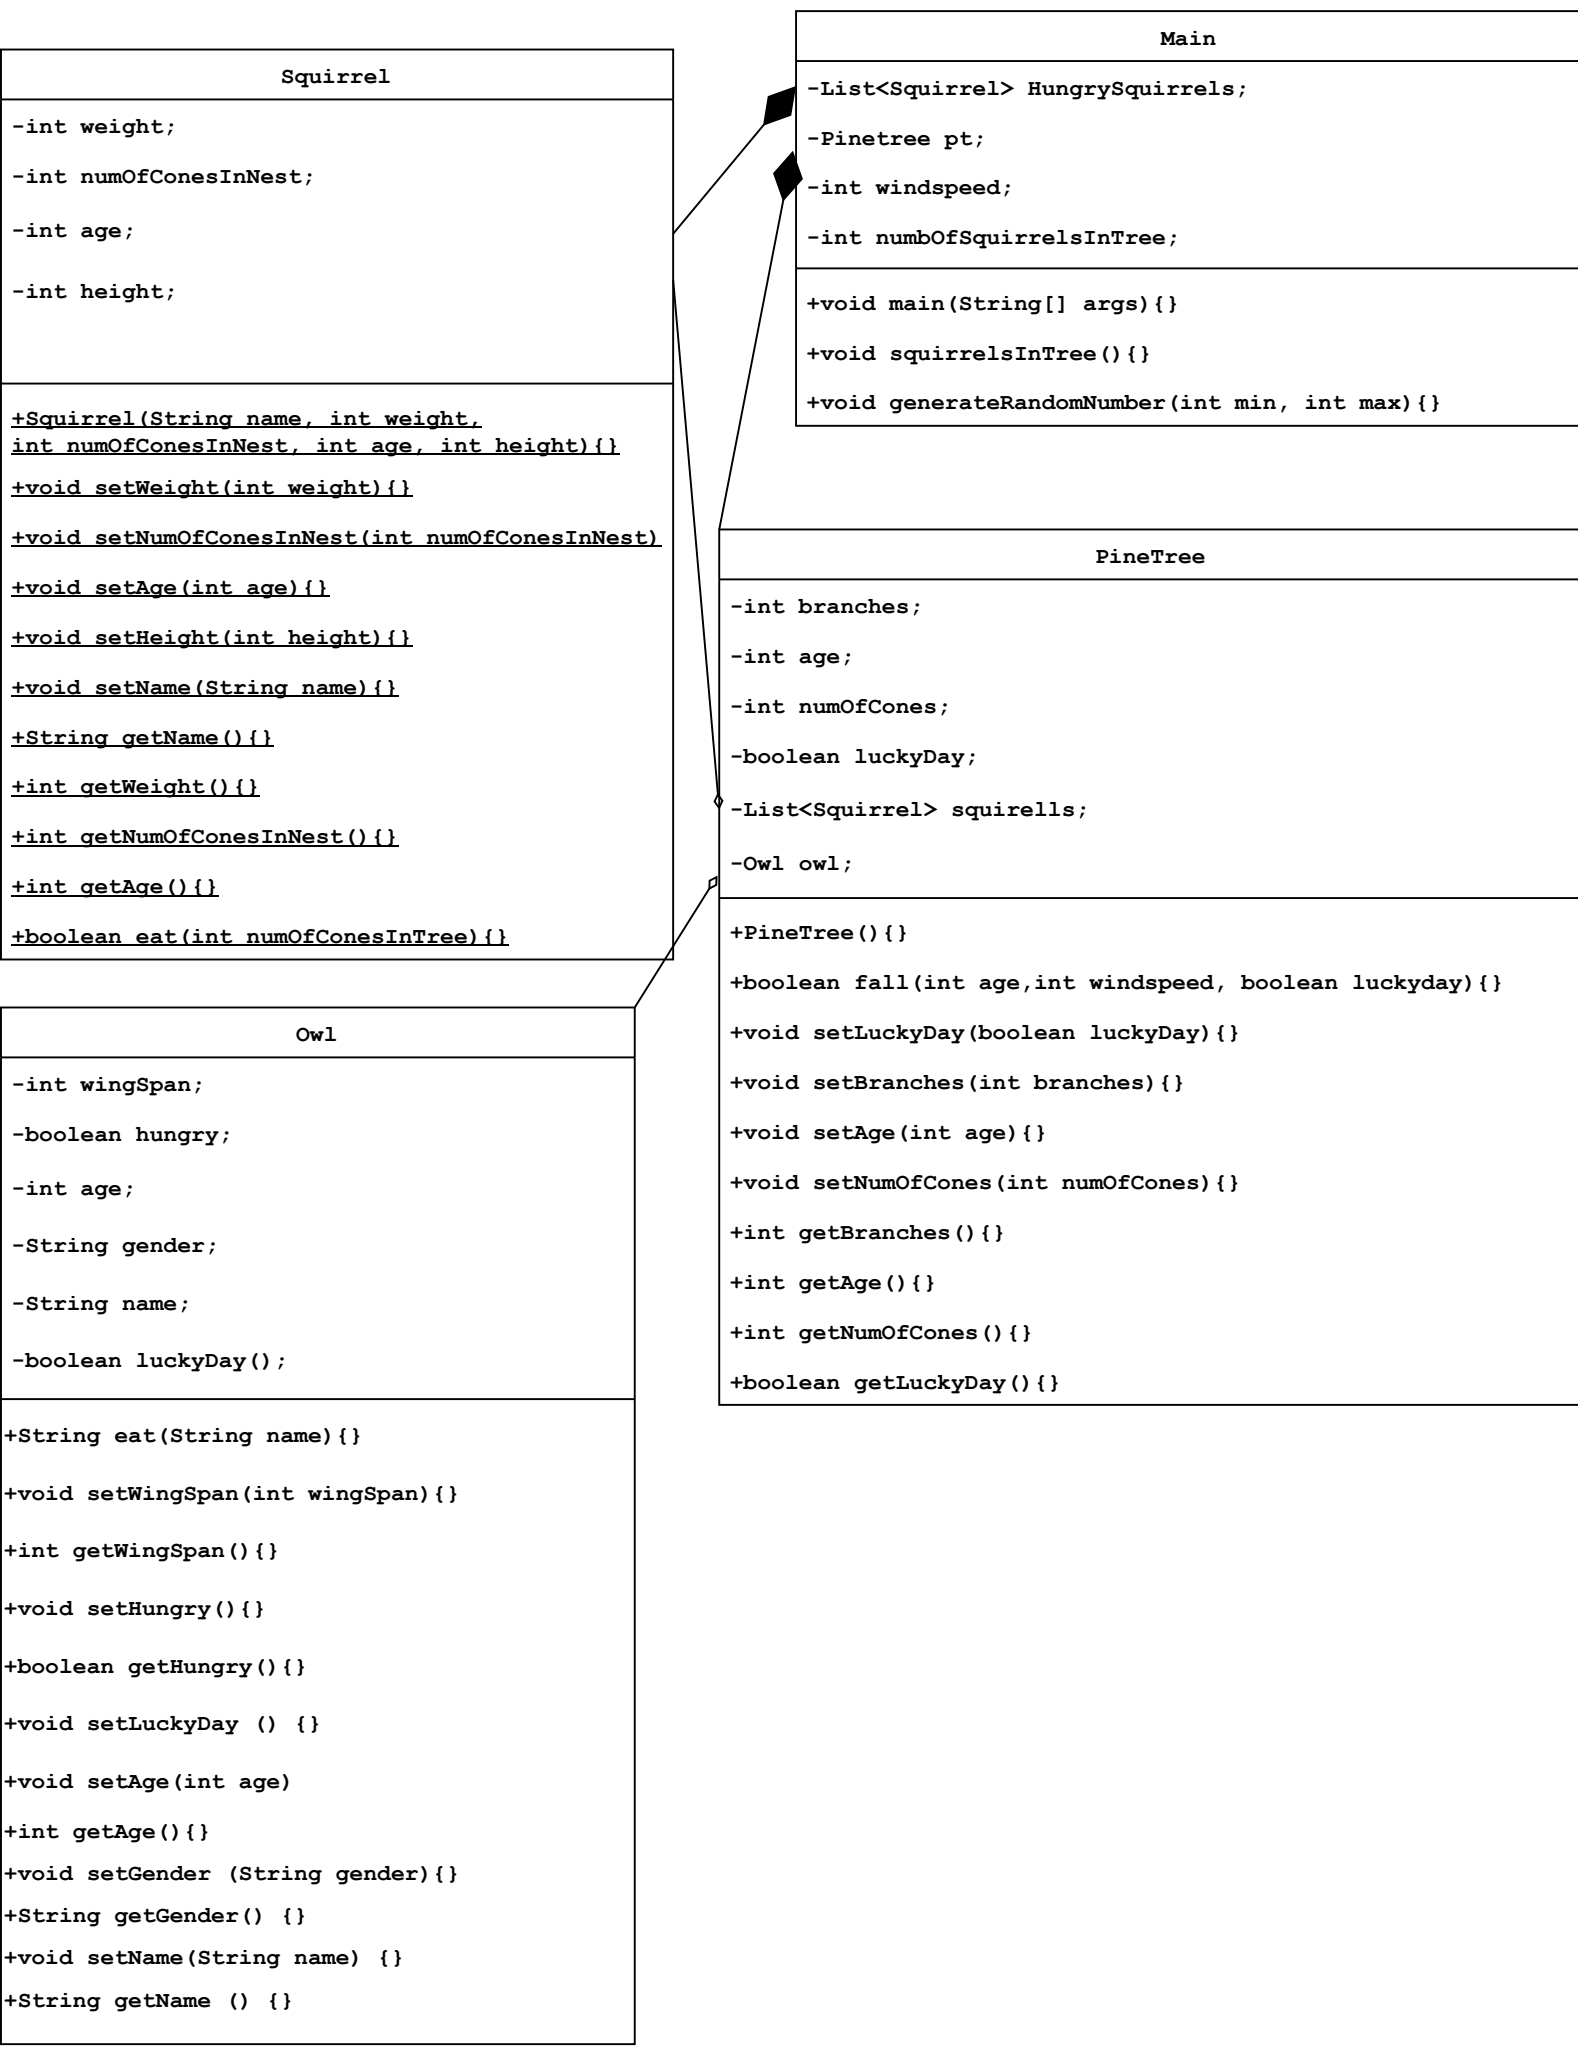 Squirrel
-int weight;
-int numOfConesInNest;
-int age;
-int height;
+Squirrel(String name, int weight,
int numOfConesInNest, int age, int height){}
+void setWeight(int weight){}
+void setNumOfConesInNest(int numOfConesInNest)
+void setAge(int age){}
+void setHeight(int height){}
+void setName(String name){}
+String getName(){}
+int getWeight(){}
+int getNumOfConesInNest(){}
+int getAge(){}
+boolean eat(int numOfConesInTree){}
Main
-List<Squirrel> HungrySquirrels;
-Pinetree pt;
-int windspeed;
-int numbOfSquirrelsInTree;
+void main(String[] args){}
+void squirrelsInTree(){}
+void generateRandomNumber(int min, int max){}
PineTree
-int branches;
-int age;
-int numOfCones;
-boolean luckyDay;
-List<Squirrel> squirells;
-Owl owl;
+PineTree(){}
+boolean fall(int age,int windspeed, boolean luckyday){}
+void setLuckyDay(boolean luckyDay){}
+void setBranches(int branches){}
+void setAge(int age){}
+void setNumOfCones(int numOfCones){}
+int getBranches(){}
+int getAge(){}
+int getNumOfCones(){}
+boolean getLuckyDay(){}
Owl
-int wingSpan;
-boolean hungry;
-int age;
-String gender;
-String name;
-boolean luckyDay();
+String eat(String name){}
+void setWingSpan(int wingSpan){}
+int getWingSpan(){}
+void setHungry(){}
+boolean getHungry(){}
+void setLuckyDay () {}
+void setAge(int age)
+int getAge(){}
+void setGender (String gender){}
+String getGender() {}
+void setName(String name) {}
+String getName () {}